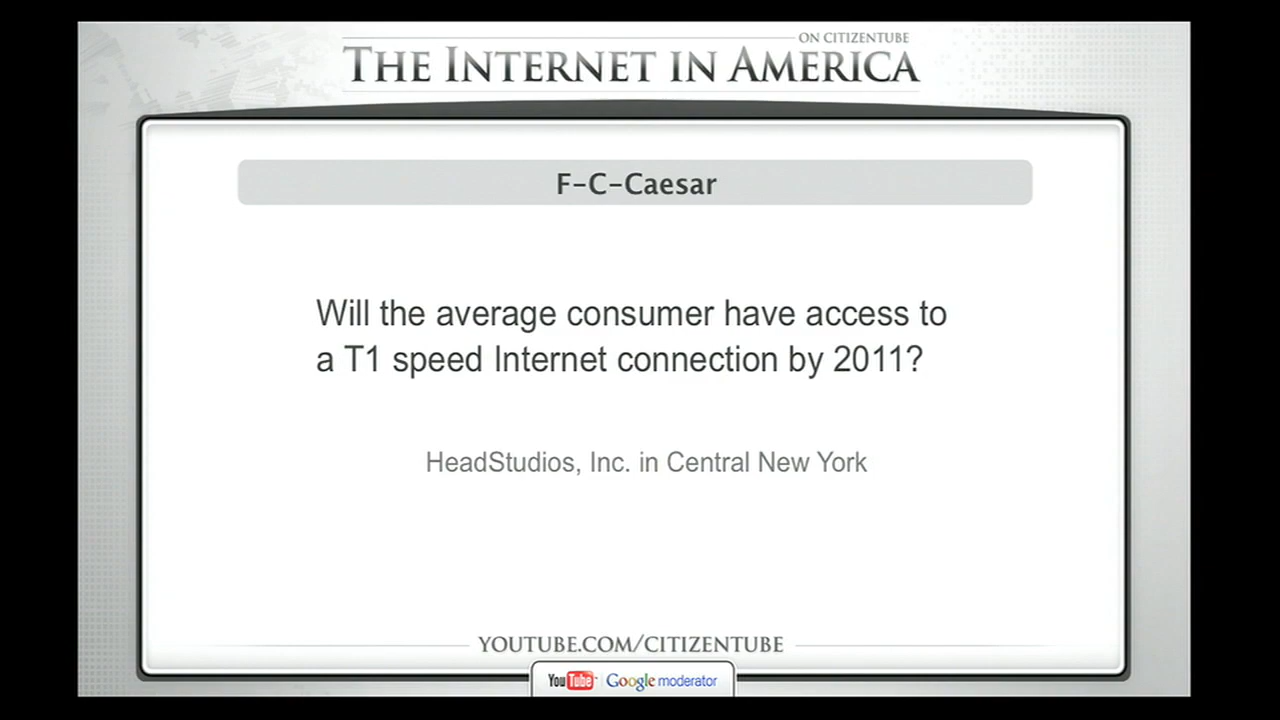 ON CITIZENTUBE
THE INTERNET IN AMERICA
F-C-Caesar
Will the average consumer have access to
a T1 speed Internet connection by 2011?
HeadStudios, Inc. in Central New York
YOUTUBE.COM/CITIZENTUBE
YouTube Google moderator